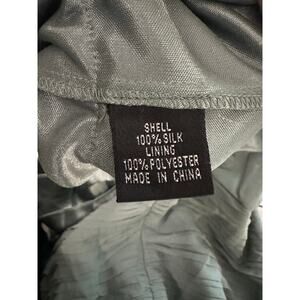 SHELL
100% SILK
LINING
100% POLYESTER
MADE IN CHINA